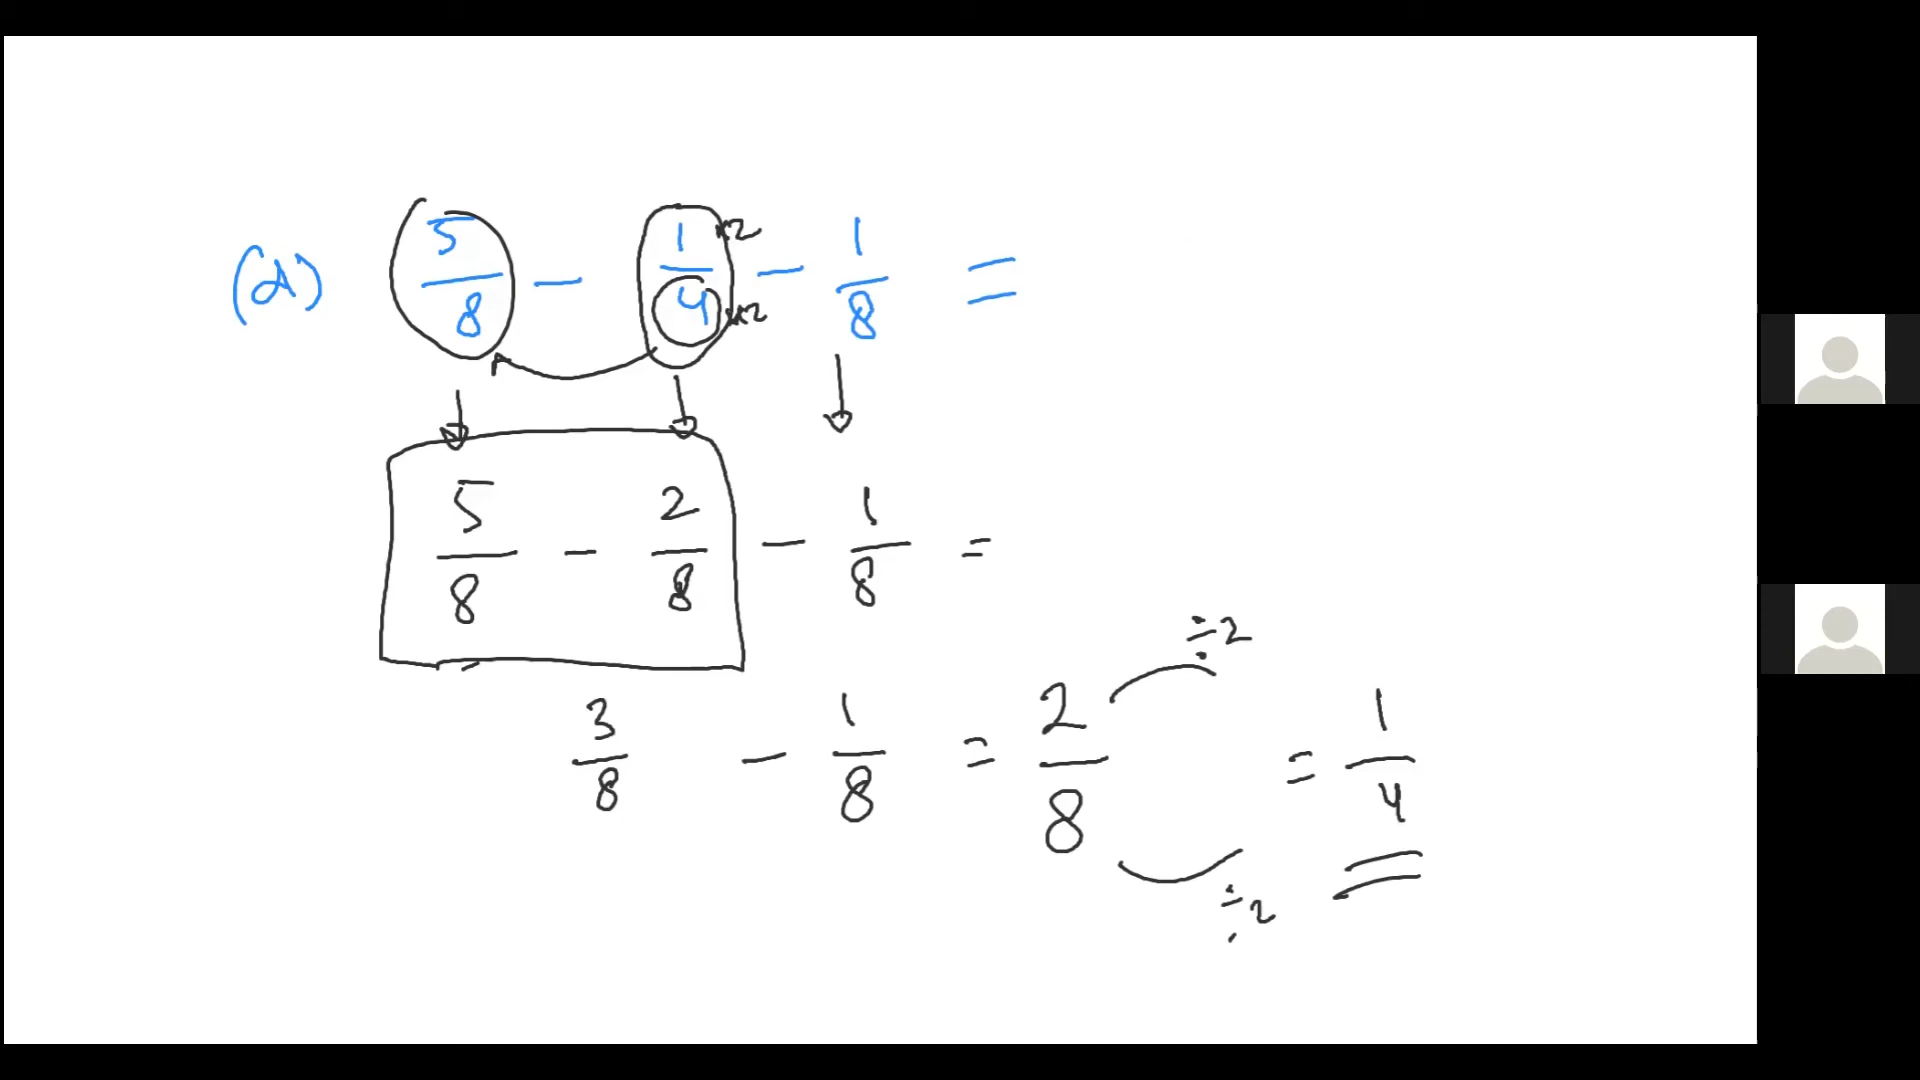 (d) 5/8 - 1/4 - 1/8 =
×2
×2
5/8 - 2/8 - 1/8 =
÷2
3/8 - 1/8 = 2/8 = 1/4
÷2